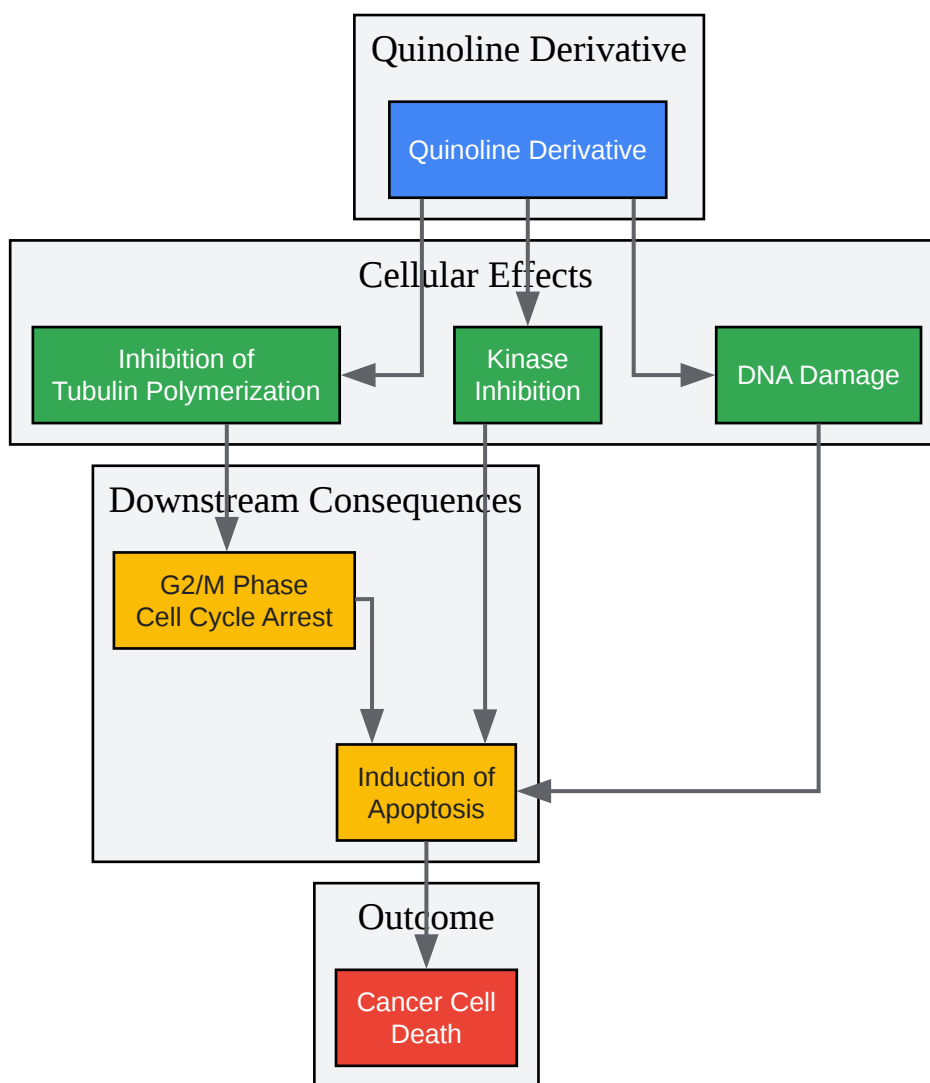 Quinoline Derivative
Quinoline Derivative
Cellular Effects
Inhibition of
Tubulin Polymerization
Kinase
Inhibition
DNA Damage
Downstream Consequences
G2/M Phase
Cell Cycle Arrest
Induction of
Apoptosis
Outcome
Cancer Cell
Death